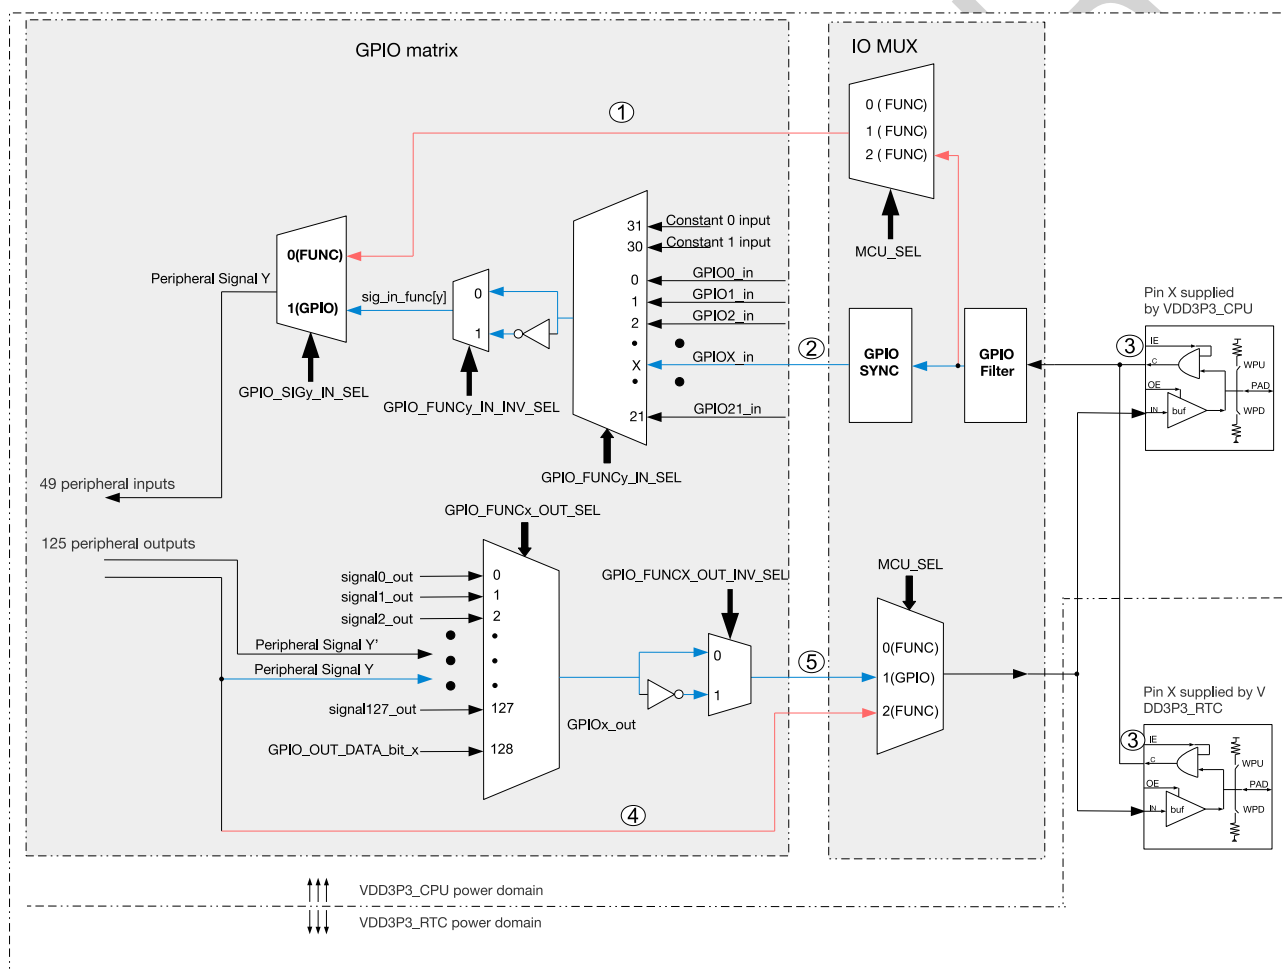 GPIO matrix
IO MUX
1
0 ( FUNC)
1 ( FUNC)
2 ( FUNC)
MCU_SEL
31
Constant 0 input
30
Constant 1 input
0
GPIO0_in
1
GPIO1_in
2
GPIO2_in
X
GPIOX_in
21
GPIO21_in
GPIO_FUNCy_IN_SEL
0(FUNC)
1(GPIO)
Peripheral Signal Y
sig_in_func[y]
0
1
GPIO_SIGy_IN_SEL
GPIO_FUNCy_IN_INV_SEL
2
GPIO
SYNC
GPIO
Filter
Pin X supplied
by VDD3P3_CPU
3
IE
C
OE
IN
buf
WPU
PAD
WPD
49 peripheral inputs
125 peripheral outputs
GPIO_FUNCx_OUT_SEL
signal0_out
0
signal1_out
1
signal2_out
2
Peripheral Signal Y'
Peripheral Signal Y
signal127_out
127
GPIO_OUT_DATA_bit_x
128
GPIOx_out
GPIO_FUNCX_OUT_INV_SEL
0
1
5
MCU_SEL
0(FUNC)
1(GPIO)
2(FUNC)
4
Pin X supplied by V
DD3P3_RTC
3
IE
C
OE
IN
buf
WPU
PAD
WPD
VDD3P3_CPU power domain
VDD3P3_RTC power domain